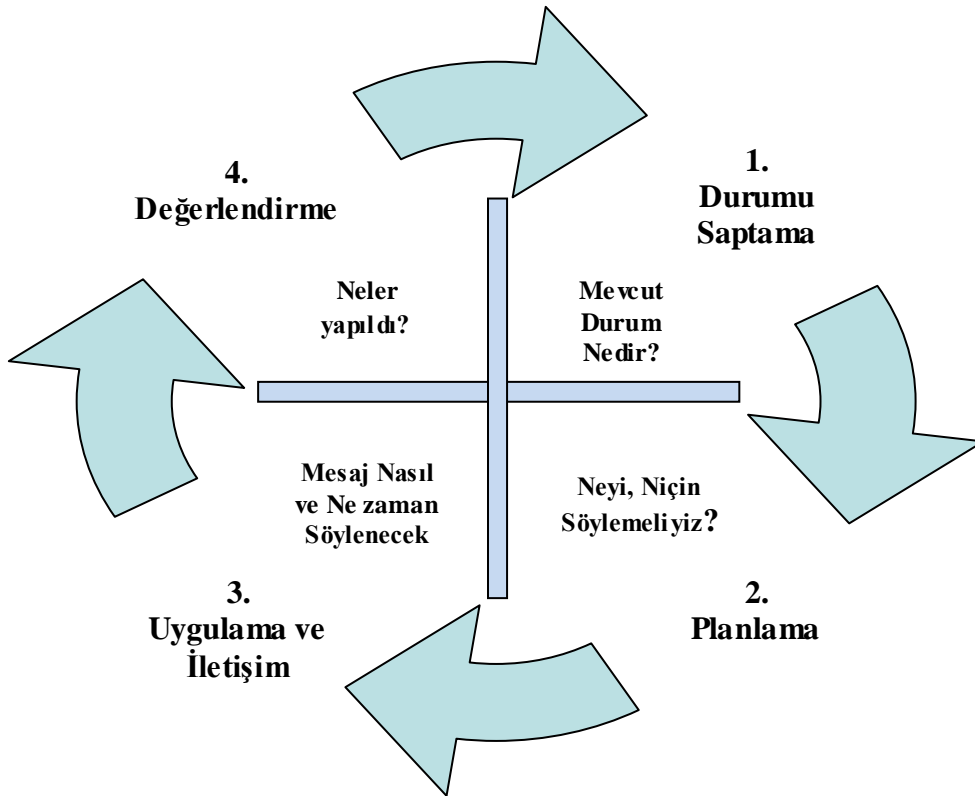 1.
Durumu
Saptama
Mevcut
Durum
Nedir?
2.
Planlama
Neyi, Niçin
Söylemeliyiz?
3.
Uygulama ve
İletişim
Mesaj Nasıl
ve Ne zaman
Söylenecek
4.
Değerlendirme
Neler
yapıldı?